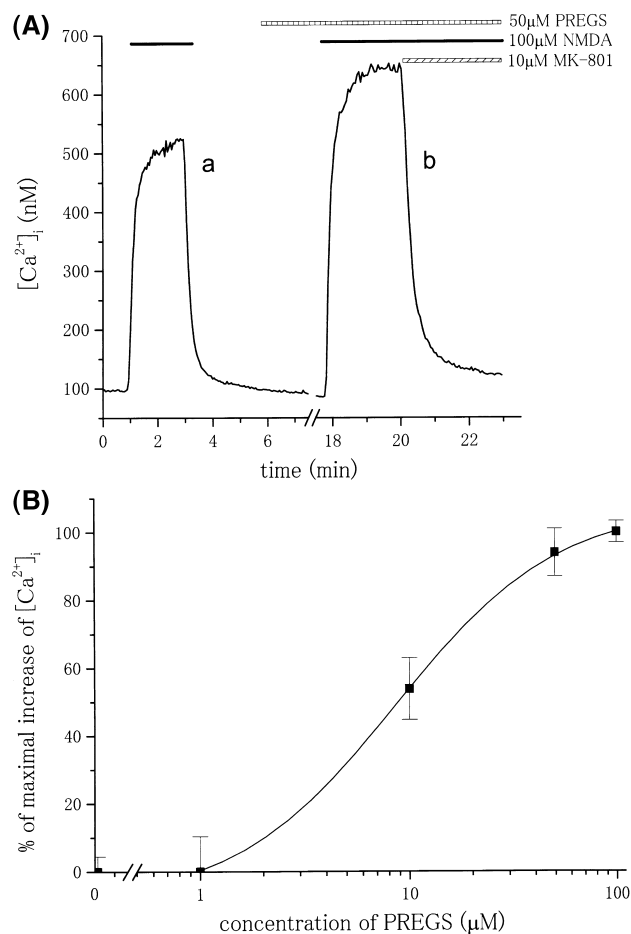 (A)
50μM PREGS
100μM NMDA
10μM MK-801
700
600
500
400
300
200
100
[Ca²⁺]ᵢ (nM)
a
b
0 2 4 6 18 20 22
time (min)
(B)
100
80
60
40
20
0
% of maximal increase of [Ca²⁺]ᵢ
0 1 10 100
concentration of PREGS (μM)